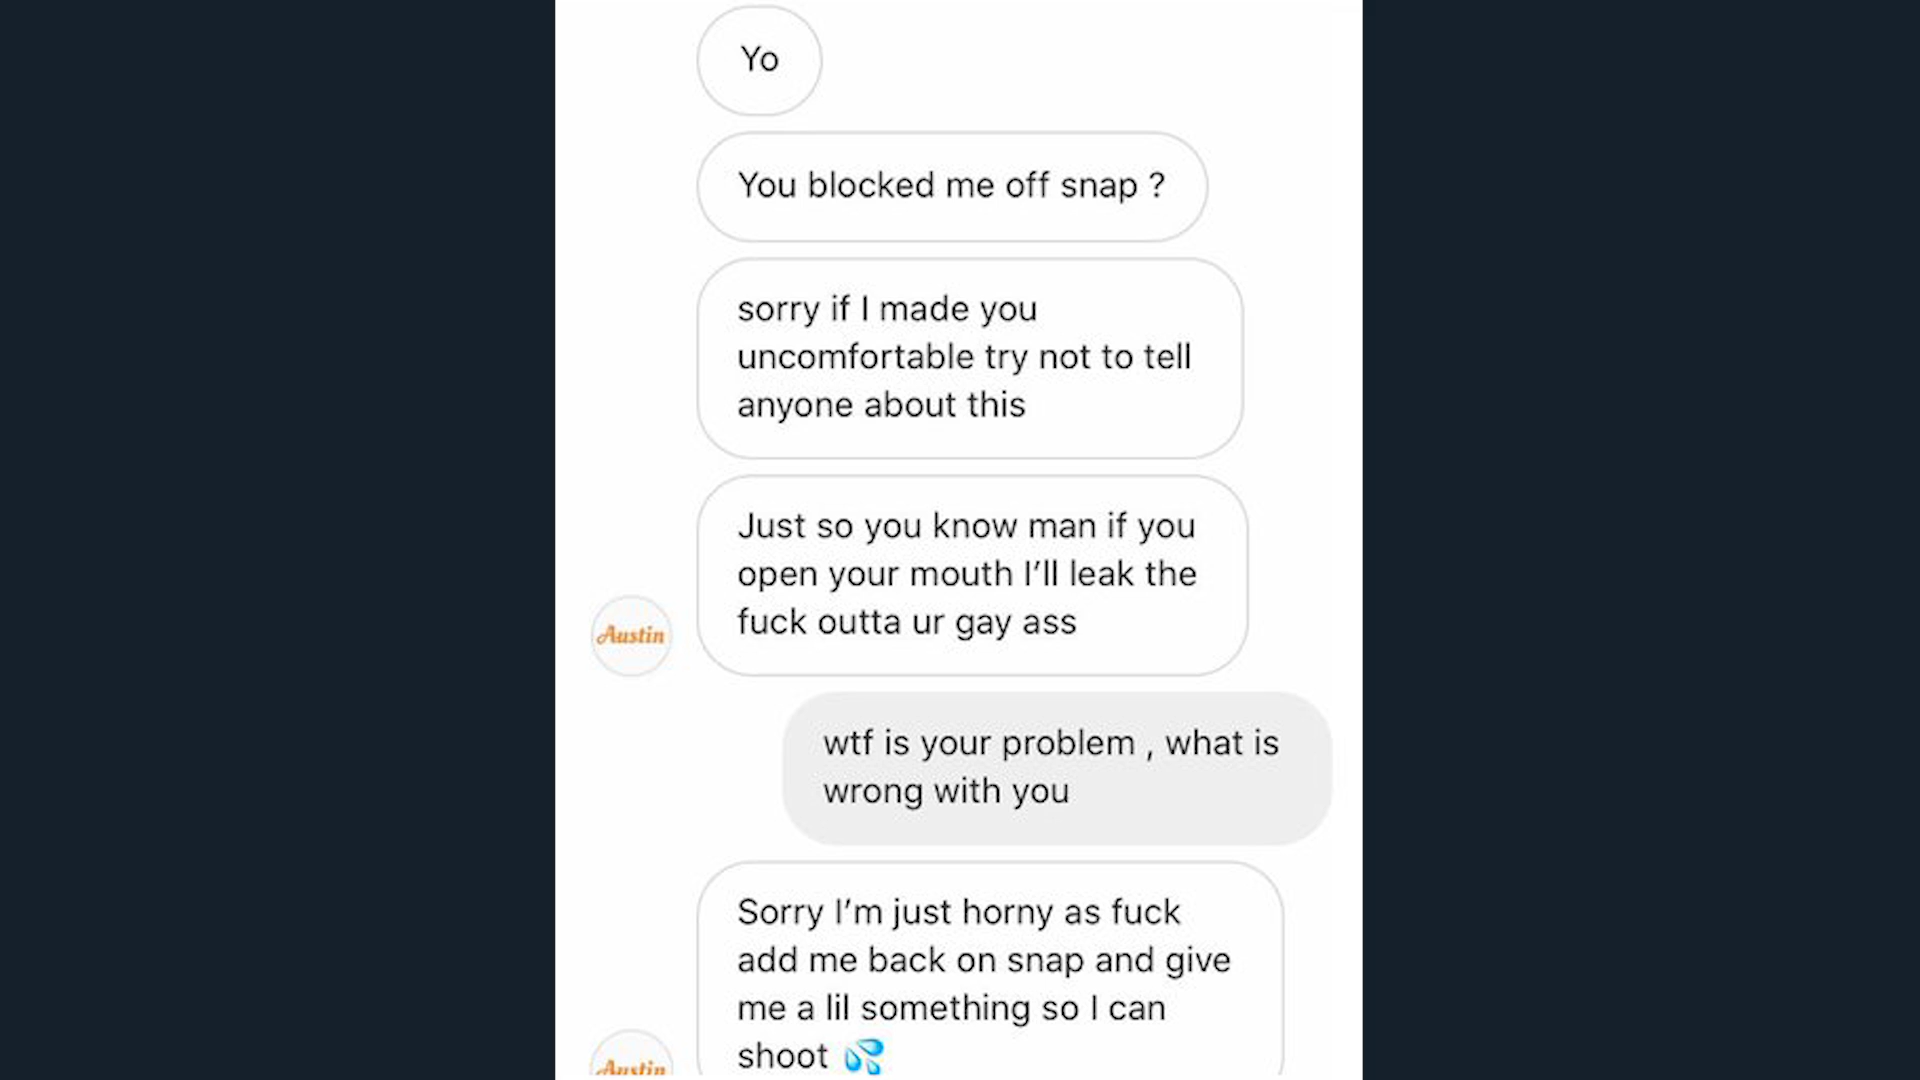 Yo
You blocked me off snap ?
sorry if I made you
uncomfortable try not to tell
anyone about this
Just so you know man if you
open your mouth I’ll leak the
fuck outta ur gay ass
Austin
wtf is your problem , what is
wrong with you
Sorry I’m just horny as fuck
add me back on snap and give
me a lil something so I can
shoot 💦
Austin